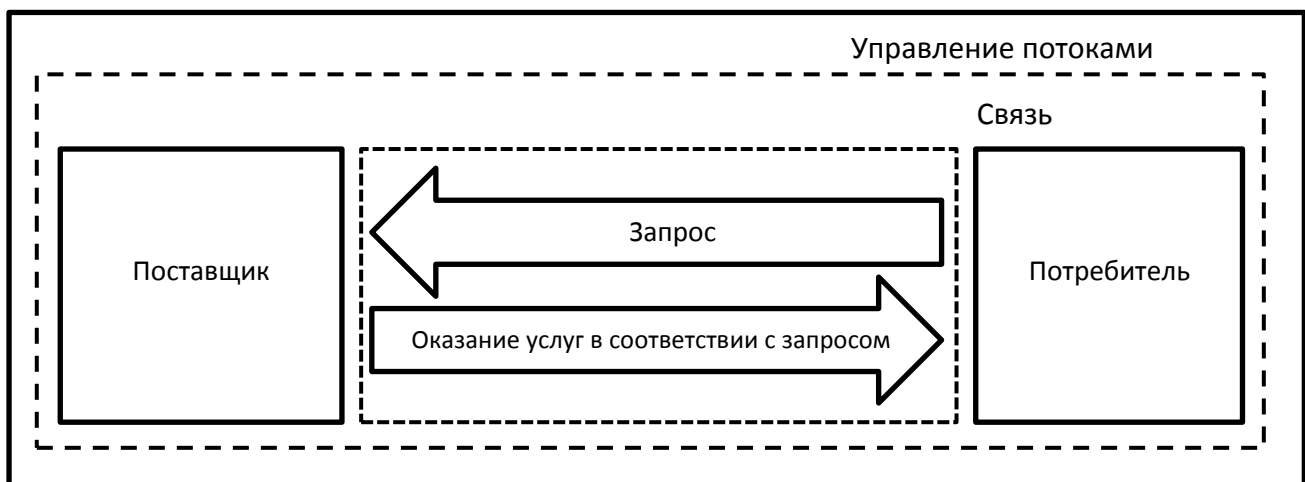 Управление потоками
Связь
Запрос
Поставщик
Потребитель
Оказание услуг в соответствии с запросом